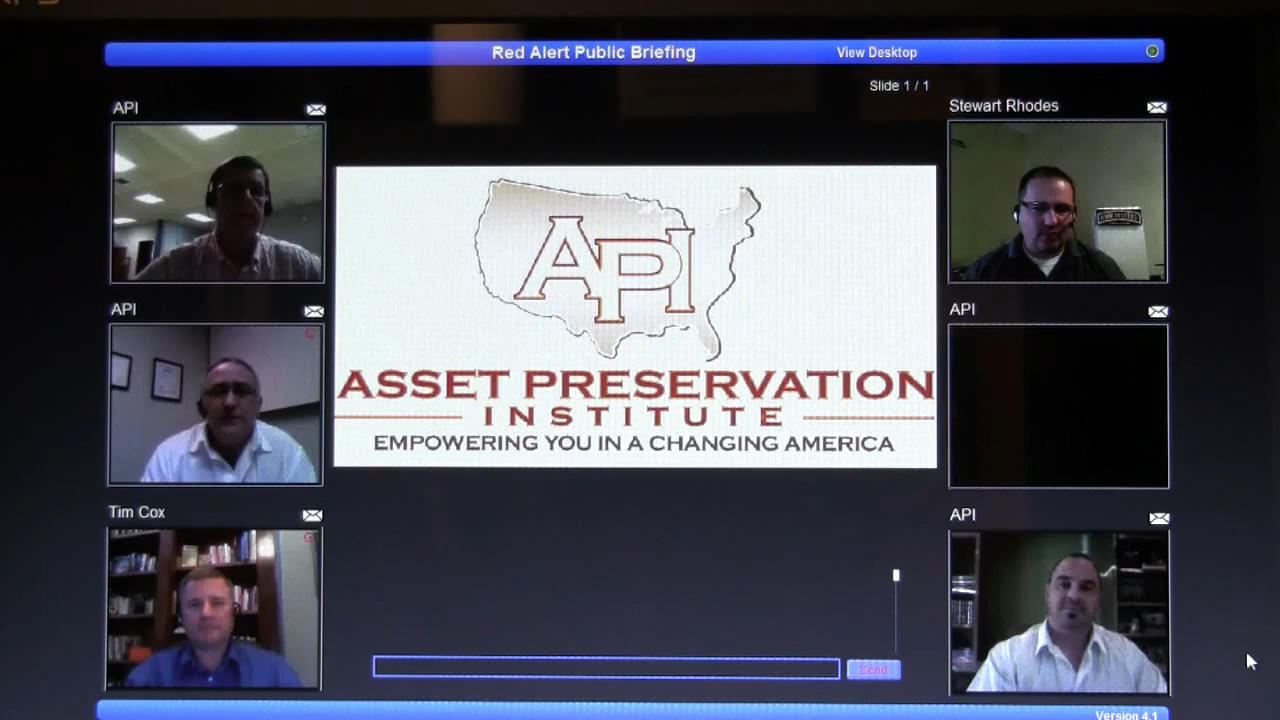 Red Alert Public Briefing
View Desktop
Slide 1 / 1
API
Stewart Rhodes
API
ASSET PRESERVATION
INSTITUTE
EMPOWERING YOU IN A CHANGING AMERICA
API
API
Tim Cox
API
Send
Version 4.1